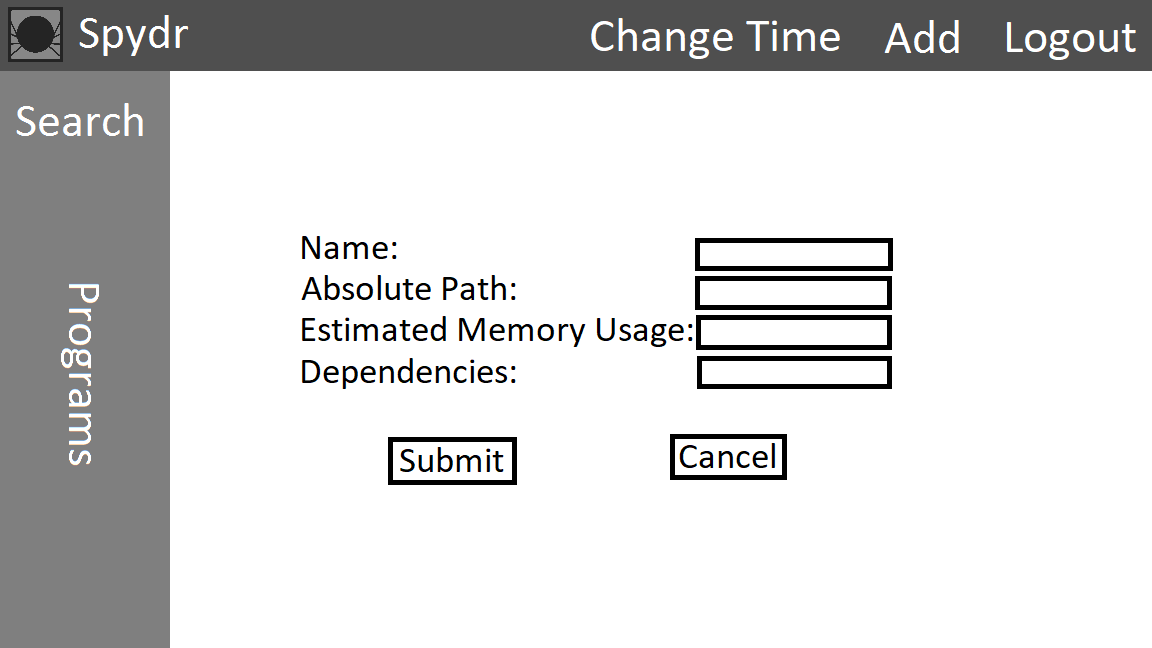 Spydr
Change Time
Add
Logout
Search
Programs
Name:
Absolute Path:
Estimated Memory Usage:
Dependencies:
Submit
Cancel